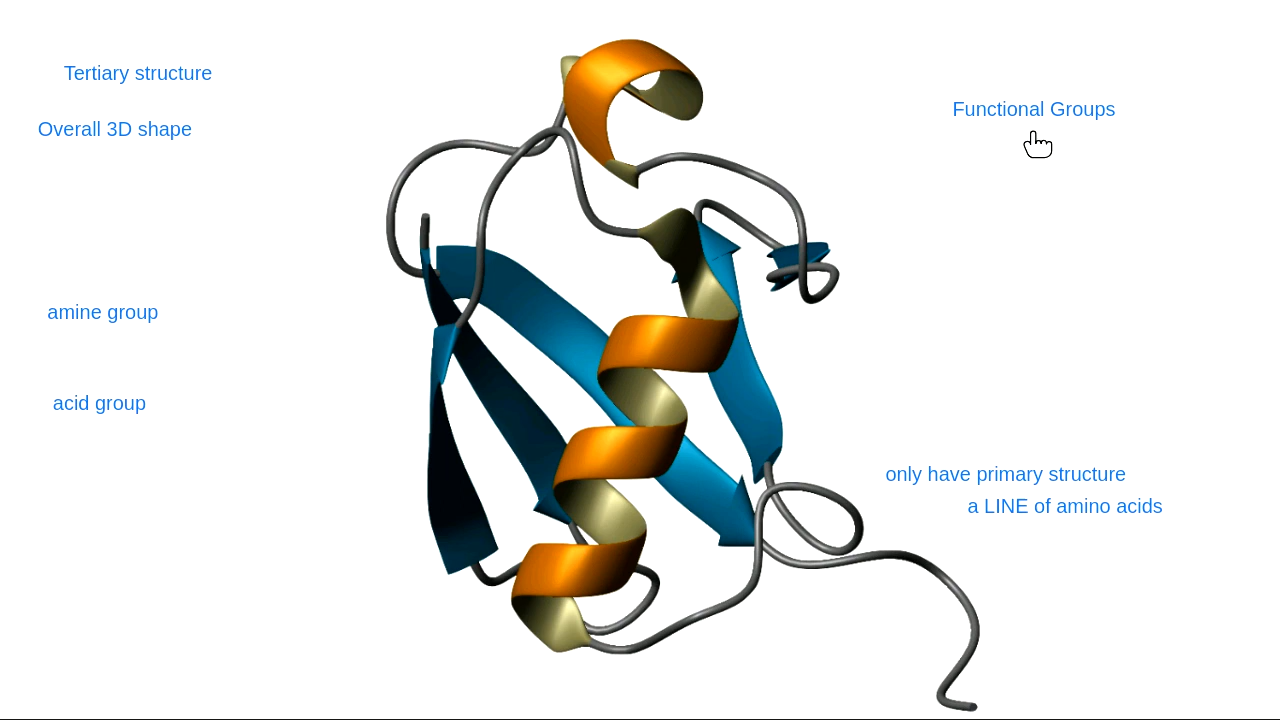 Tertiary structure
Overall 3D shape
Functional Groups
amine group
acid group
only have primary structure
a LINE of amino acids